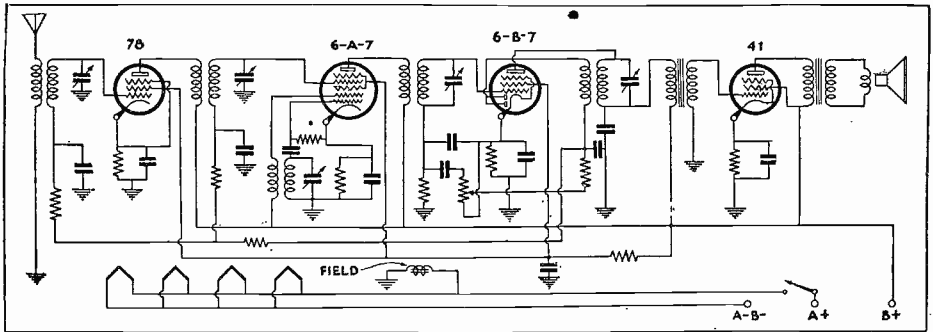 78
6-A-7
6-B-7
41
FIELD
A-B-
A+
B+